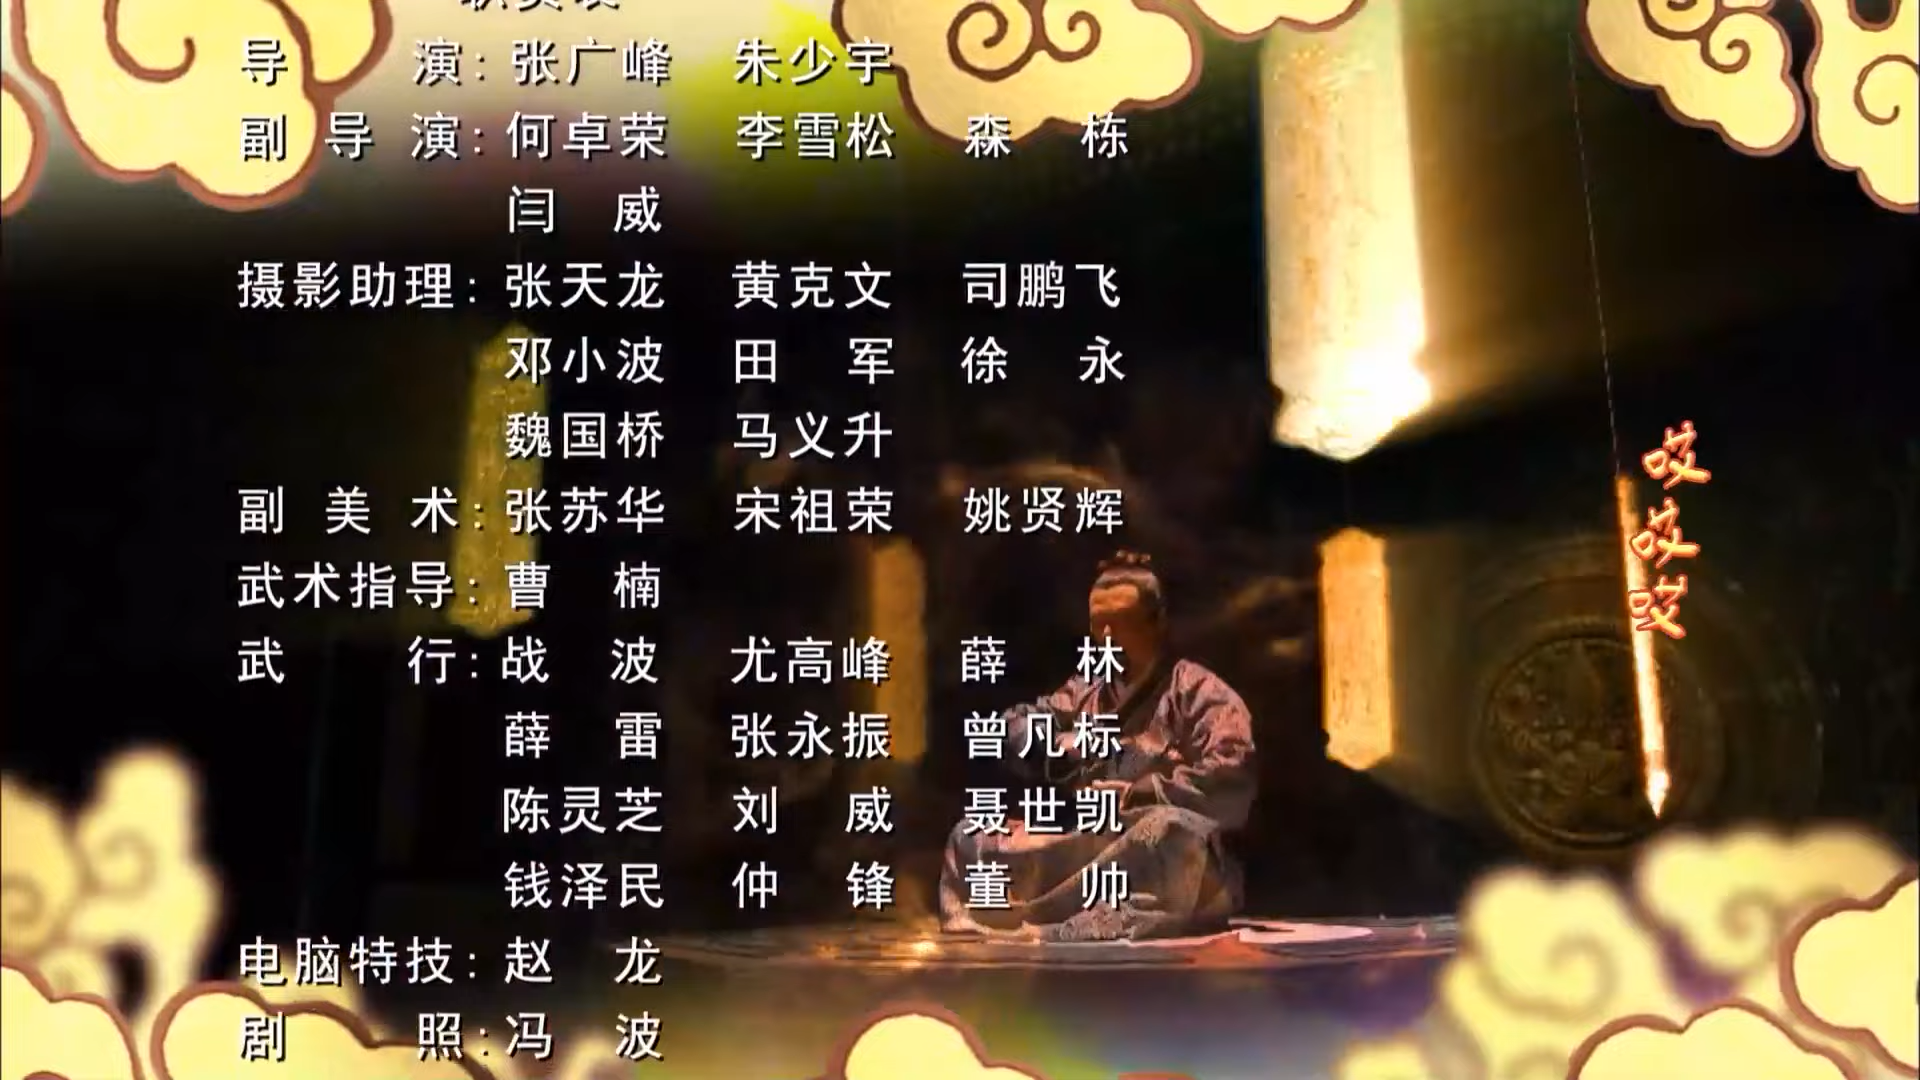 职员表
导演:张广峰 朱少宇
副导演:何卓荣 李雪松 森栋
闫威
摄影助理:张天龙 黄克文 司鹏飞
邓小波 田军 徐永
魏国桥 马义升
副美术:张苏华 宋祖荣 姚贤辉
武术指导:曹楠
武行:战波 尤高峰 薛林
薛雷 张永振 曾凡标
陈灵芝 刘威 聂世凯
钱泽民 仲锋 董帅
电脑特技:赵龙
剧照:冯波
哎哎哎